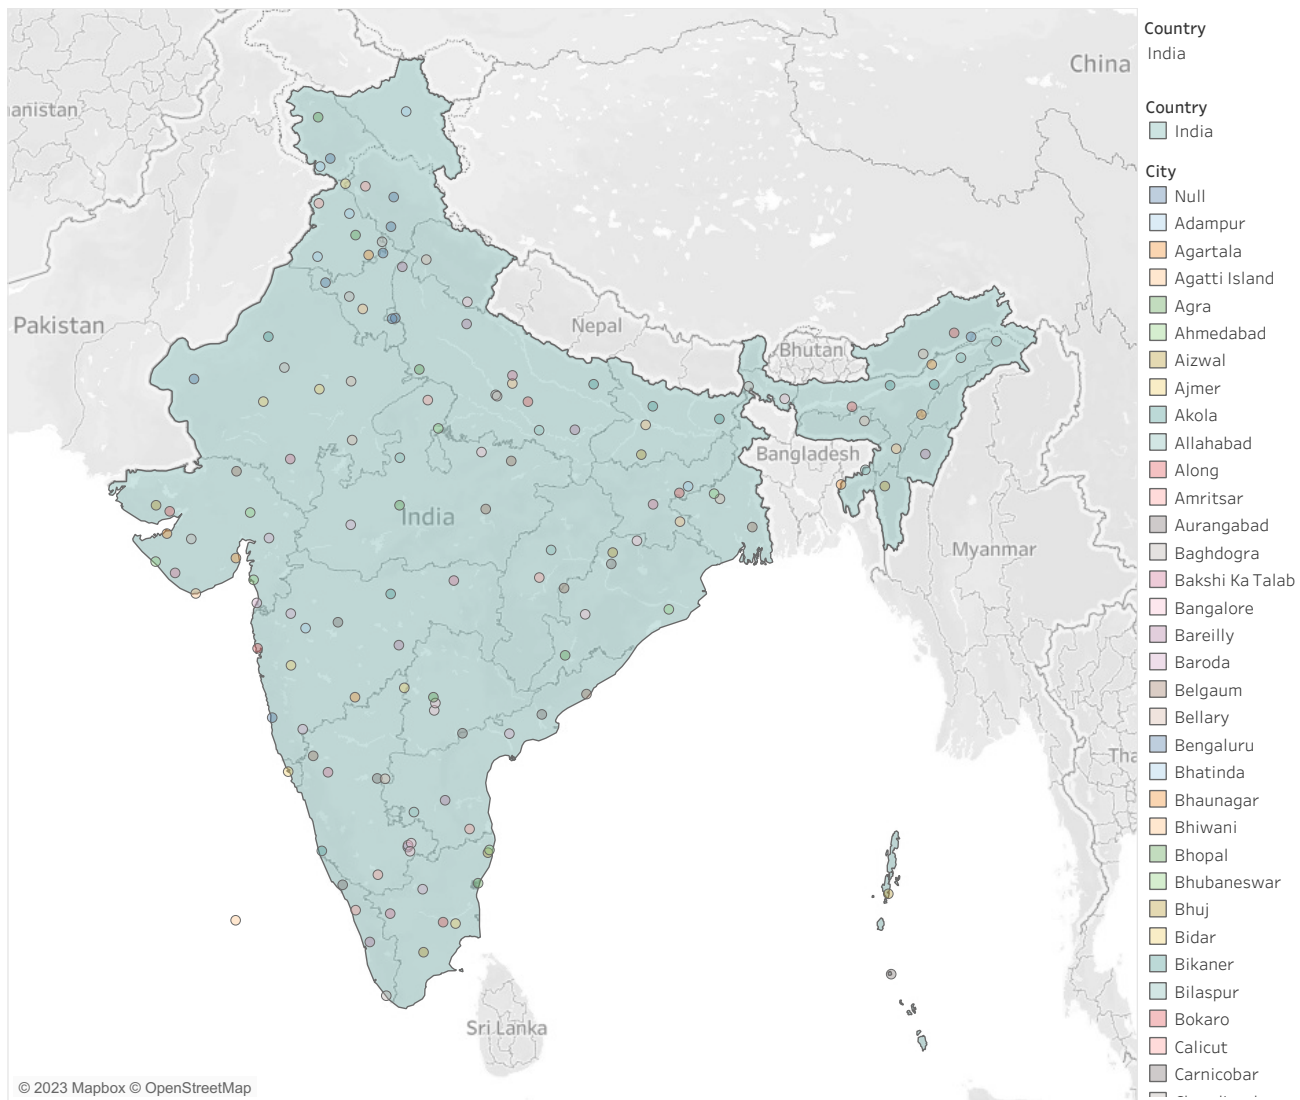 China
anistan
Pakistan
Nepal
Bhutan
Bangladesh
India
Myanmar
Tha
Sri Lanka
© 2023 Mapbox © OpenStreetMap
Country
India
Country
India
City
Null
Adampur
Agartala
Agatti Island
Agra
Ahmedabad
Aizwal
Ajmer
Akola
Allahabad
Along
Amritsar
Aurangabad
Baghdogra
Bakshi Ka Talab
Bangalore
Bareilly
Baroda
Belgaum
Bellary
Bengaluru
Bhatinda
Bhaunagar
Bhiwani
Bhopal
Bhubaneswar
Bhuj
Bidar
Bikaner
Bilaspur
Bokaro
Calicut
Carnicobar